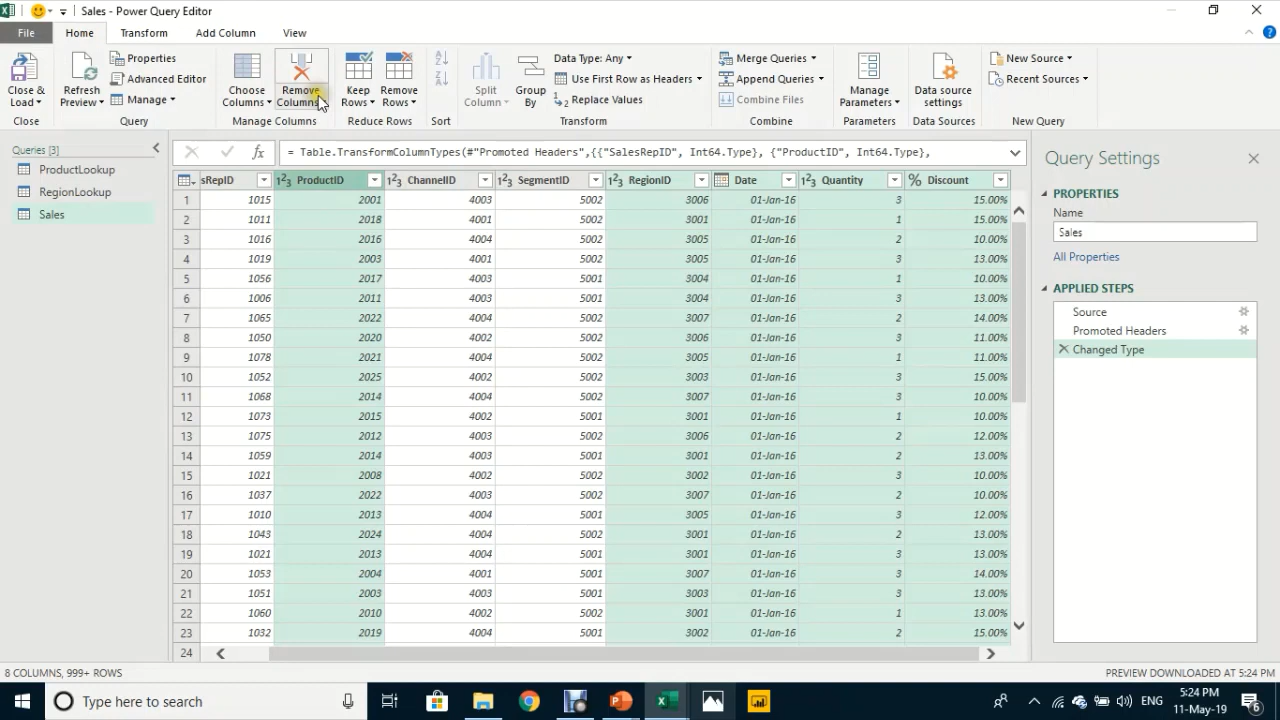 Sales - Power Query Editor
File Home Transform Add Column View
Close & Load
Refresh Preview
Properties
Advanced Editor
Manage
Choose Columns
Remove Columns
Keep Rows
Remove Rows
Split Column
Group By
Data Type: Any
Use First Row as Headers
Replace Values
Merge Queries
Append Queries
Combine Files
Manage Parameters
Data source settings
New Source
Recent Sources
Close Query Manage Columns Reduce Rows Sort Transform Combine Parameters Data Sources New Query
Queries [3]
ProductLookup
RegionLookup
Sales
fx = Table.TransformColumnTypes(#"Promoted Headers",{{"SalesRepID", Int64.Type}, {"ProductID", Int64.Type},
sRepID ProductID ChannelID SegmentID RegionID Date Quantity Discount
1 1015 2001 4003 5002 3006 01-Jan-16 3 15.00%
2 1011 2018 4001 5002 3001 01-Jan-16 1 15.00%
3 1016 2016 4004 5002 3005 01-Jan-16 2 10.00%
4 1019 2003 4001 5002 3005 01-Jan-16 3 13.00%
5 1056 2017 4003 5001 3004 01-Jan-16 1 10.00%
6 1006 2011 4003 5001 3004 01-Jan-16 3 13.00%
7 1065 2022 4004 5002 3007 01-Jan-16 2 14.00%
8 1050 2020 4002 5002 3006 01-Jan-16 3 11.00%
9 1078 2021 4004 5002 3005 01-Jan-16 1 11.00%
10 1052 2025 4002 5002 3003 01-Jan-16 3 15.00%
11 1068 2014 4004 5002 3007 01-Jan-16 3 10.00%
12 1073 2015 4002 5001 3001 01-Jan-16 1 10.00%
13 1075 2012 4003 5002 3006 01-Jan-16 2 12.00%
14 1059 2014 4003 5001 3001 01-Jan-16 2 13.00%
15 1021 2008 4002 5002 3002 01-Jan-16 3 10.00%
16 1037 2022 4003 5002 3007 01-Jan-16 2 10.00%
17 1010 2013 4004 5002 3005 01-Jan-16 3 12.00%
18 1043 2024 4004 5002 3001 01-Jan-16 2 13.00%
19 1021 2013 4004 5001 3001 01-Jan-16 3 13.00%
20 1053 2004 4001 5001 3007 01-Jan-16 3 14.00%
21 1051 2003 4003 5001 3003 01-Jan-16 3 13.00%
22 1060 2010 4002 5002 3001 01-Jan-16 1 13.00%
23 1032 2019 4004 5001 3002 01-Jan-16 2 15.00%
24
Query Settings
PROPERTIES
Name
Sales
All Properties
APPLIED STEPS
Source
Promoted Headers
Changed Type
8 COLUMNS, 999+ ROWS
PREVIEW DOWNLOADED AT 5:24 PM
Type here to search
ENG
5:24 PM
11-May-19
6